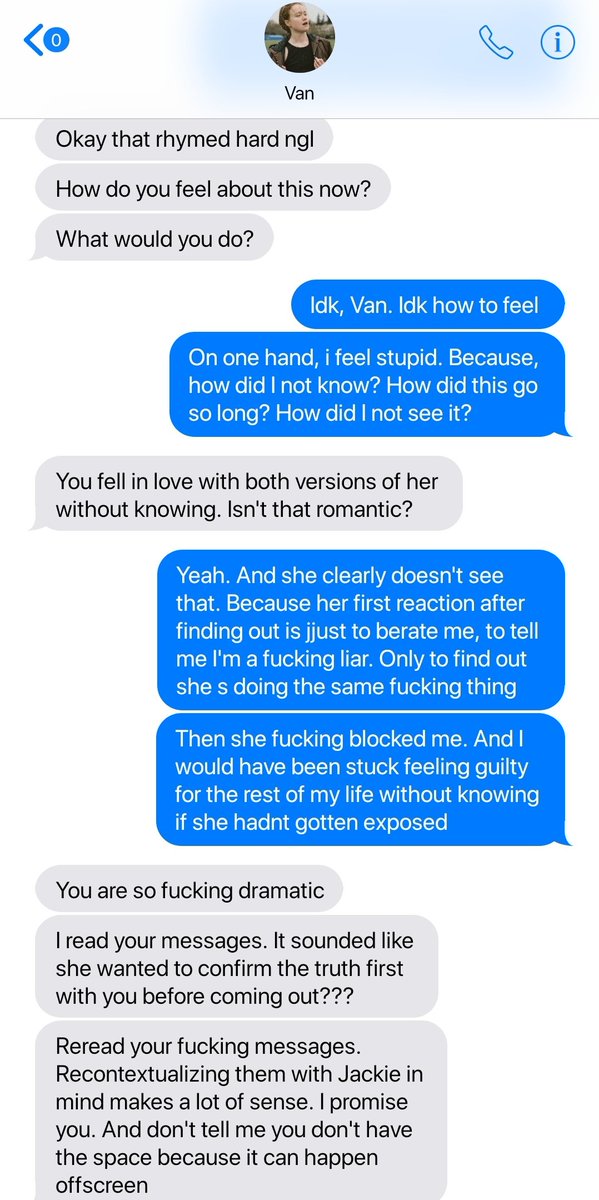 0
Van
Okay that rhymed hard ngl
How do you feel about this now?
What would you do?
Idk, Van. Idk how to feel
On one hand, i feel stupid. Because,
how did I not know? How did this go
so long? How did I not see it?
You fell in love with both versions of her
without knowing. Isn't that romantic?
Yeah. And she clearly doesn't see
that. Because her first reaction after
finding out is jjust to berate me, to tell
me I'm a fucking liar. Only to find out
she s doing the same fucking thing
Then she fucking blocked me. And I
would have been stuck feeling guilty
for the rest of my life without knowing
if she hadnt gotten exposed
You are so fucking dramatic
I read your messages. It sounded like
she wanted to confirm the truth first
with you before coming out???
Reread your fucking messages.
Recontextualizing them with Jackie in
mind makes a lot of sense. I promise
you. And don't tell me you don't have
the space because it can happen
offscreen